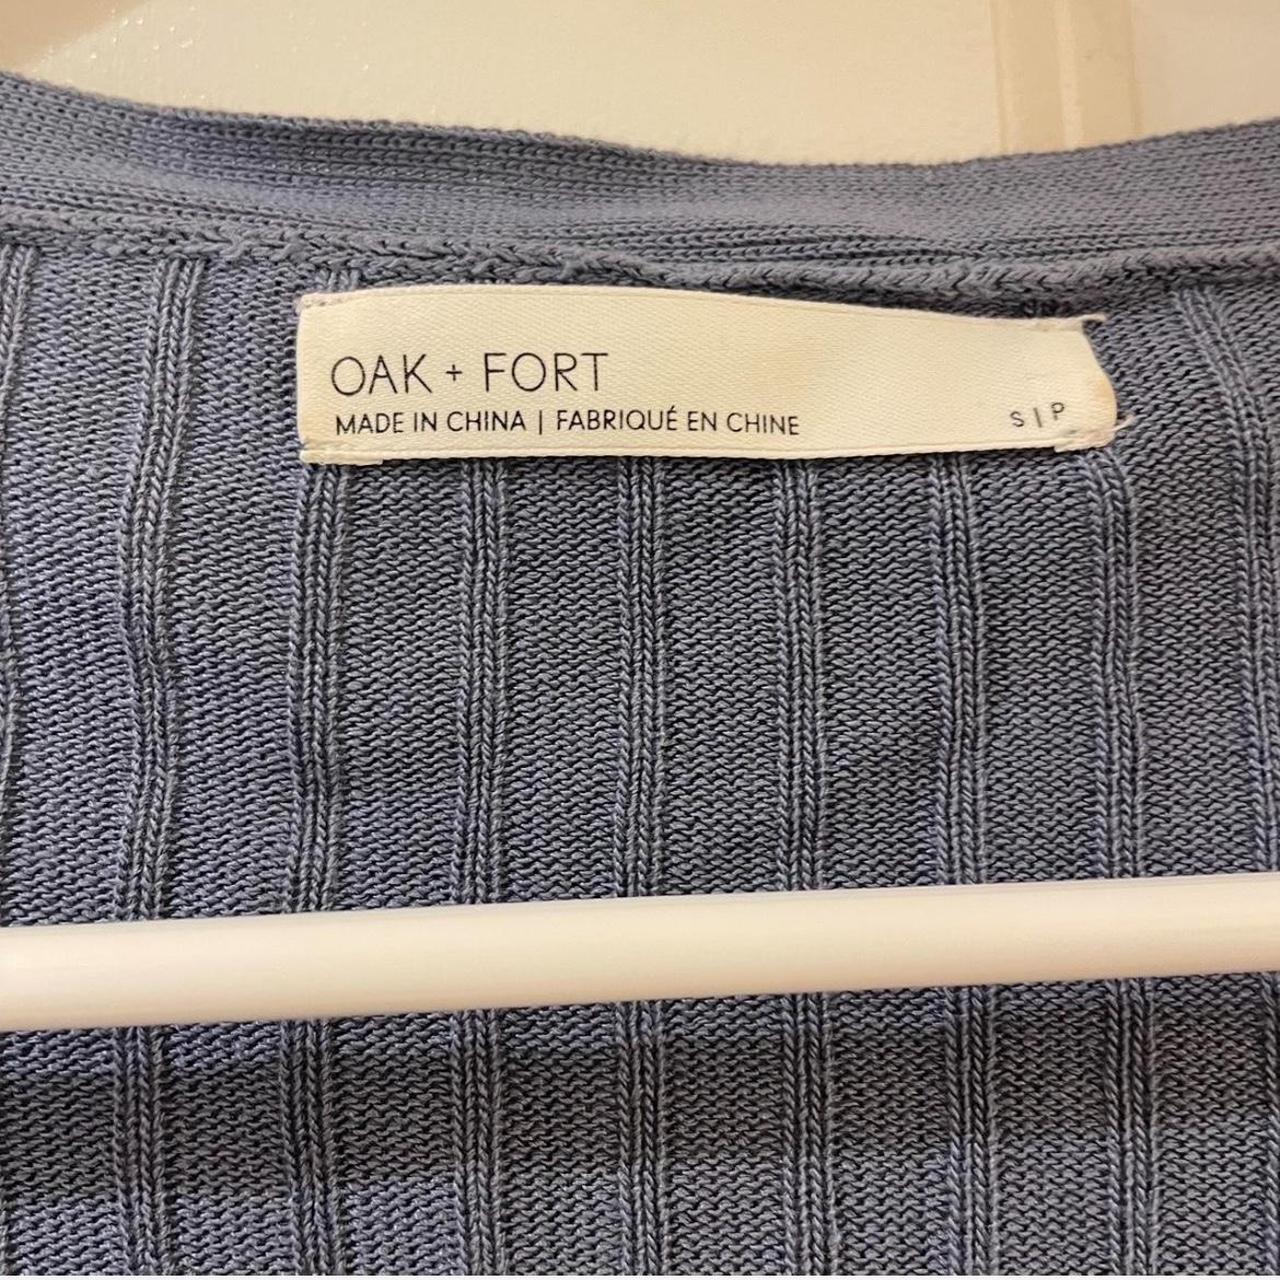 OAK + FORT
MADE IN CHINA | FABRIQUÉ EN CHINE
S | P